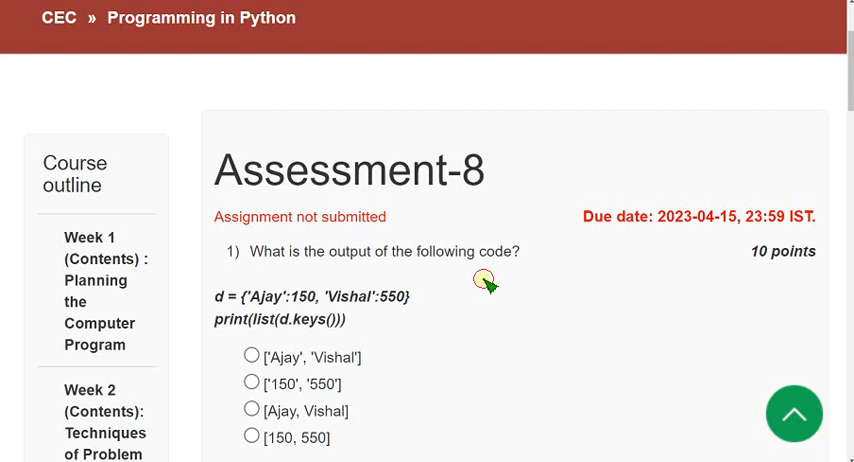 CEC » Programming in Python
Course
outline
Week 1
(Contents) :
Planning
the
Computer
Program
Week 2
(Contents):
Techniques
of Problem
Assessment-8
Assignment not submitted
Due date: 2023-04-15, 23:59 IST.
1) What is the output of the following code?
10 points
d = {'Ajay':150, 'Vishal':550}
print(list(d.keys()))
['Ajay', 'Vishal']
['150', '550']
[Ajay, Vishal]
[150, 550]